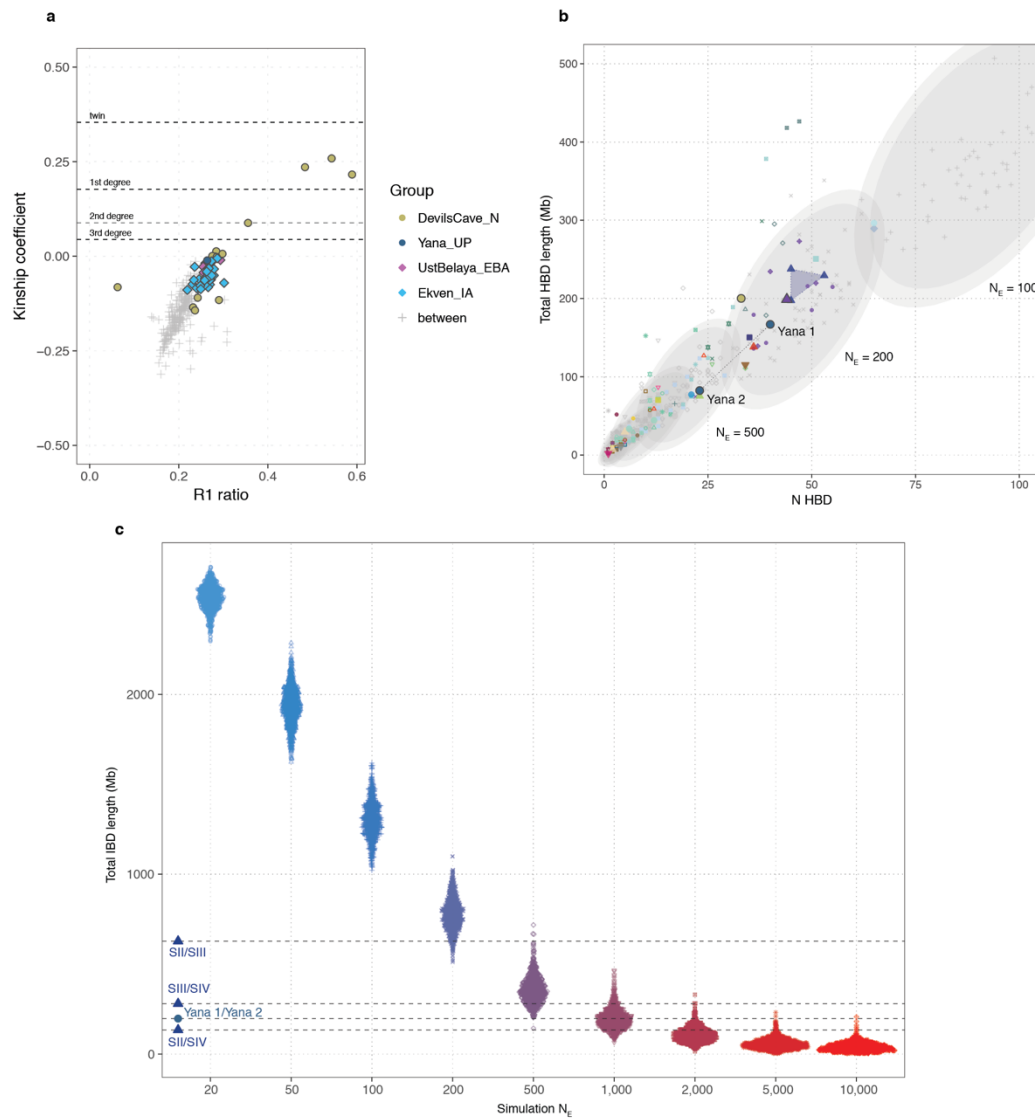 a
0.50
0.25
0.00
−0.25
−0.50
twin
1st degree
2nd degree
3rd degree
Kinship coefficient
0.0
0.2
0.4
0.6
R1 ratio
Group
DevilsCave_N
Yana_UP
UstBelaya_EBA
Ekven_IA
between
b
500
400
300
200
100
0
Total HBD length (Mb)
Yana 1
Yana 2
N_E = 100
N_E = 200
N_E = 500
0
25
50
75
100
N HBD
c
2000
1000
0
Total IBD length (Mb)
SII/SIII
SIII/SIV
Yana 1/Yana 2
SII/SIV
20
50
100
200
500
1,000
2,000
5,000
10,000
Simulation N_E